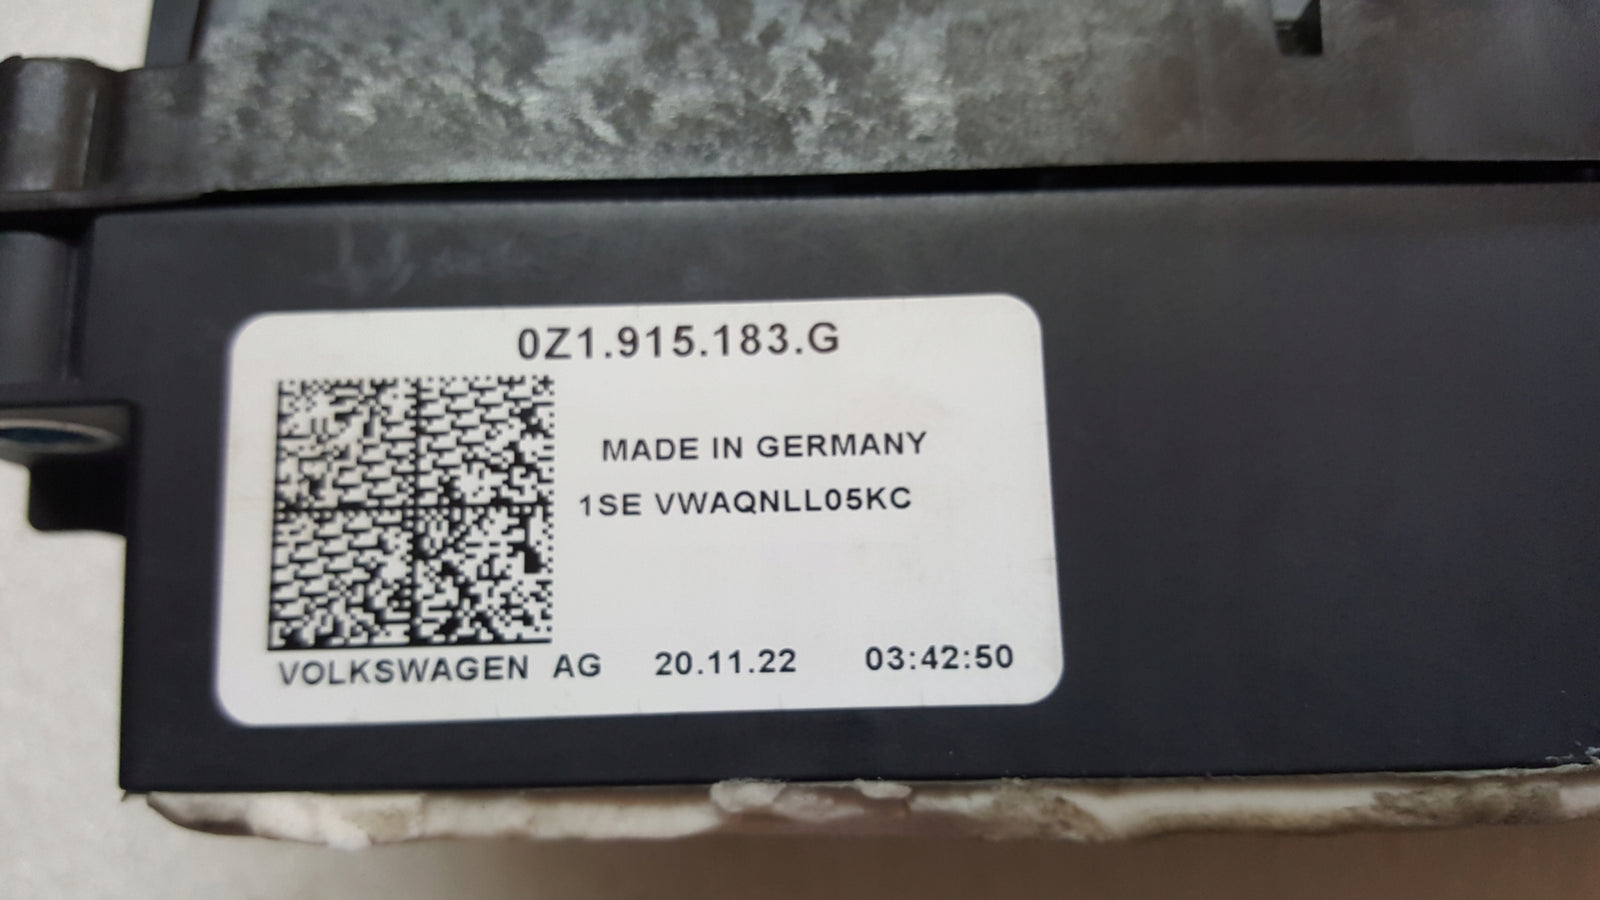 0Z1.915.183.G
MADE IN GERMANY
1SE VWAQNLL05KC
VOLKSWAGEN AG 20.11.22 03:42:50